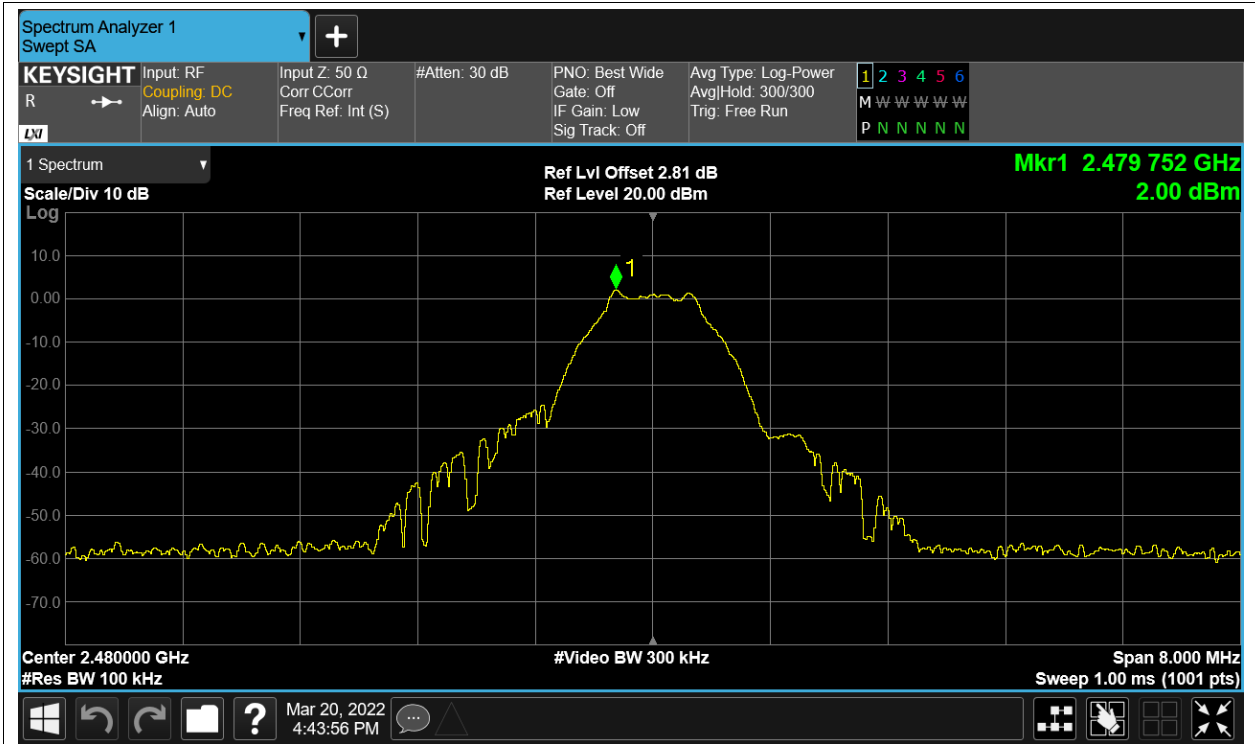 Spectrum Analyzer 1
Swept SA
KEYSIGHT
R
LXI
Input: RF
Coupling: DC
Align: Auto
Input Z: 50 Ω
Corr CCorr
Freq Ref: Int (S)
#Atten: 30 dB
PNO: Best Wide
Gate: Off
IF Gain: Low
Sig Track: Off
Avg Type: Log-Power
Avg|Hold: 300/300
Trig: Free Run
1 2 3 4 5 6
M W W W W W
P N N N N N
1 Spectrum
Scale/Div 10 dB
Ref Lvl Offset 2.81 dB
Ref Level 20.00 dBm
Mkr1 2.479 752 GHz
2.00 dBm
Log
10.0
1
0.00
-10.0
-20.0
-30.0
-40.0
-50.0
-60.0
-70.0
Center 2.480000 GHz
#Video BW 300 kHz
Span 8.000 MHz
#Res BW 100 kHz
Sweep 1.00 ms (1001 pts)
?
Mar 20, 2022
4:43:56 PM